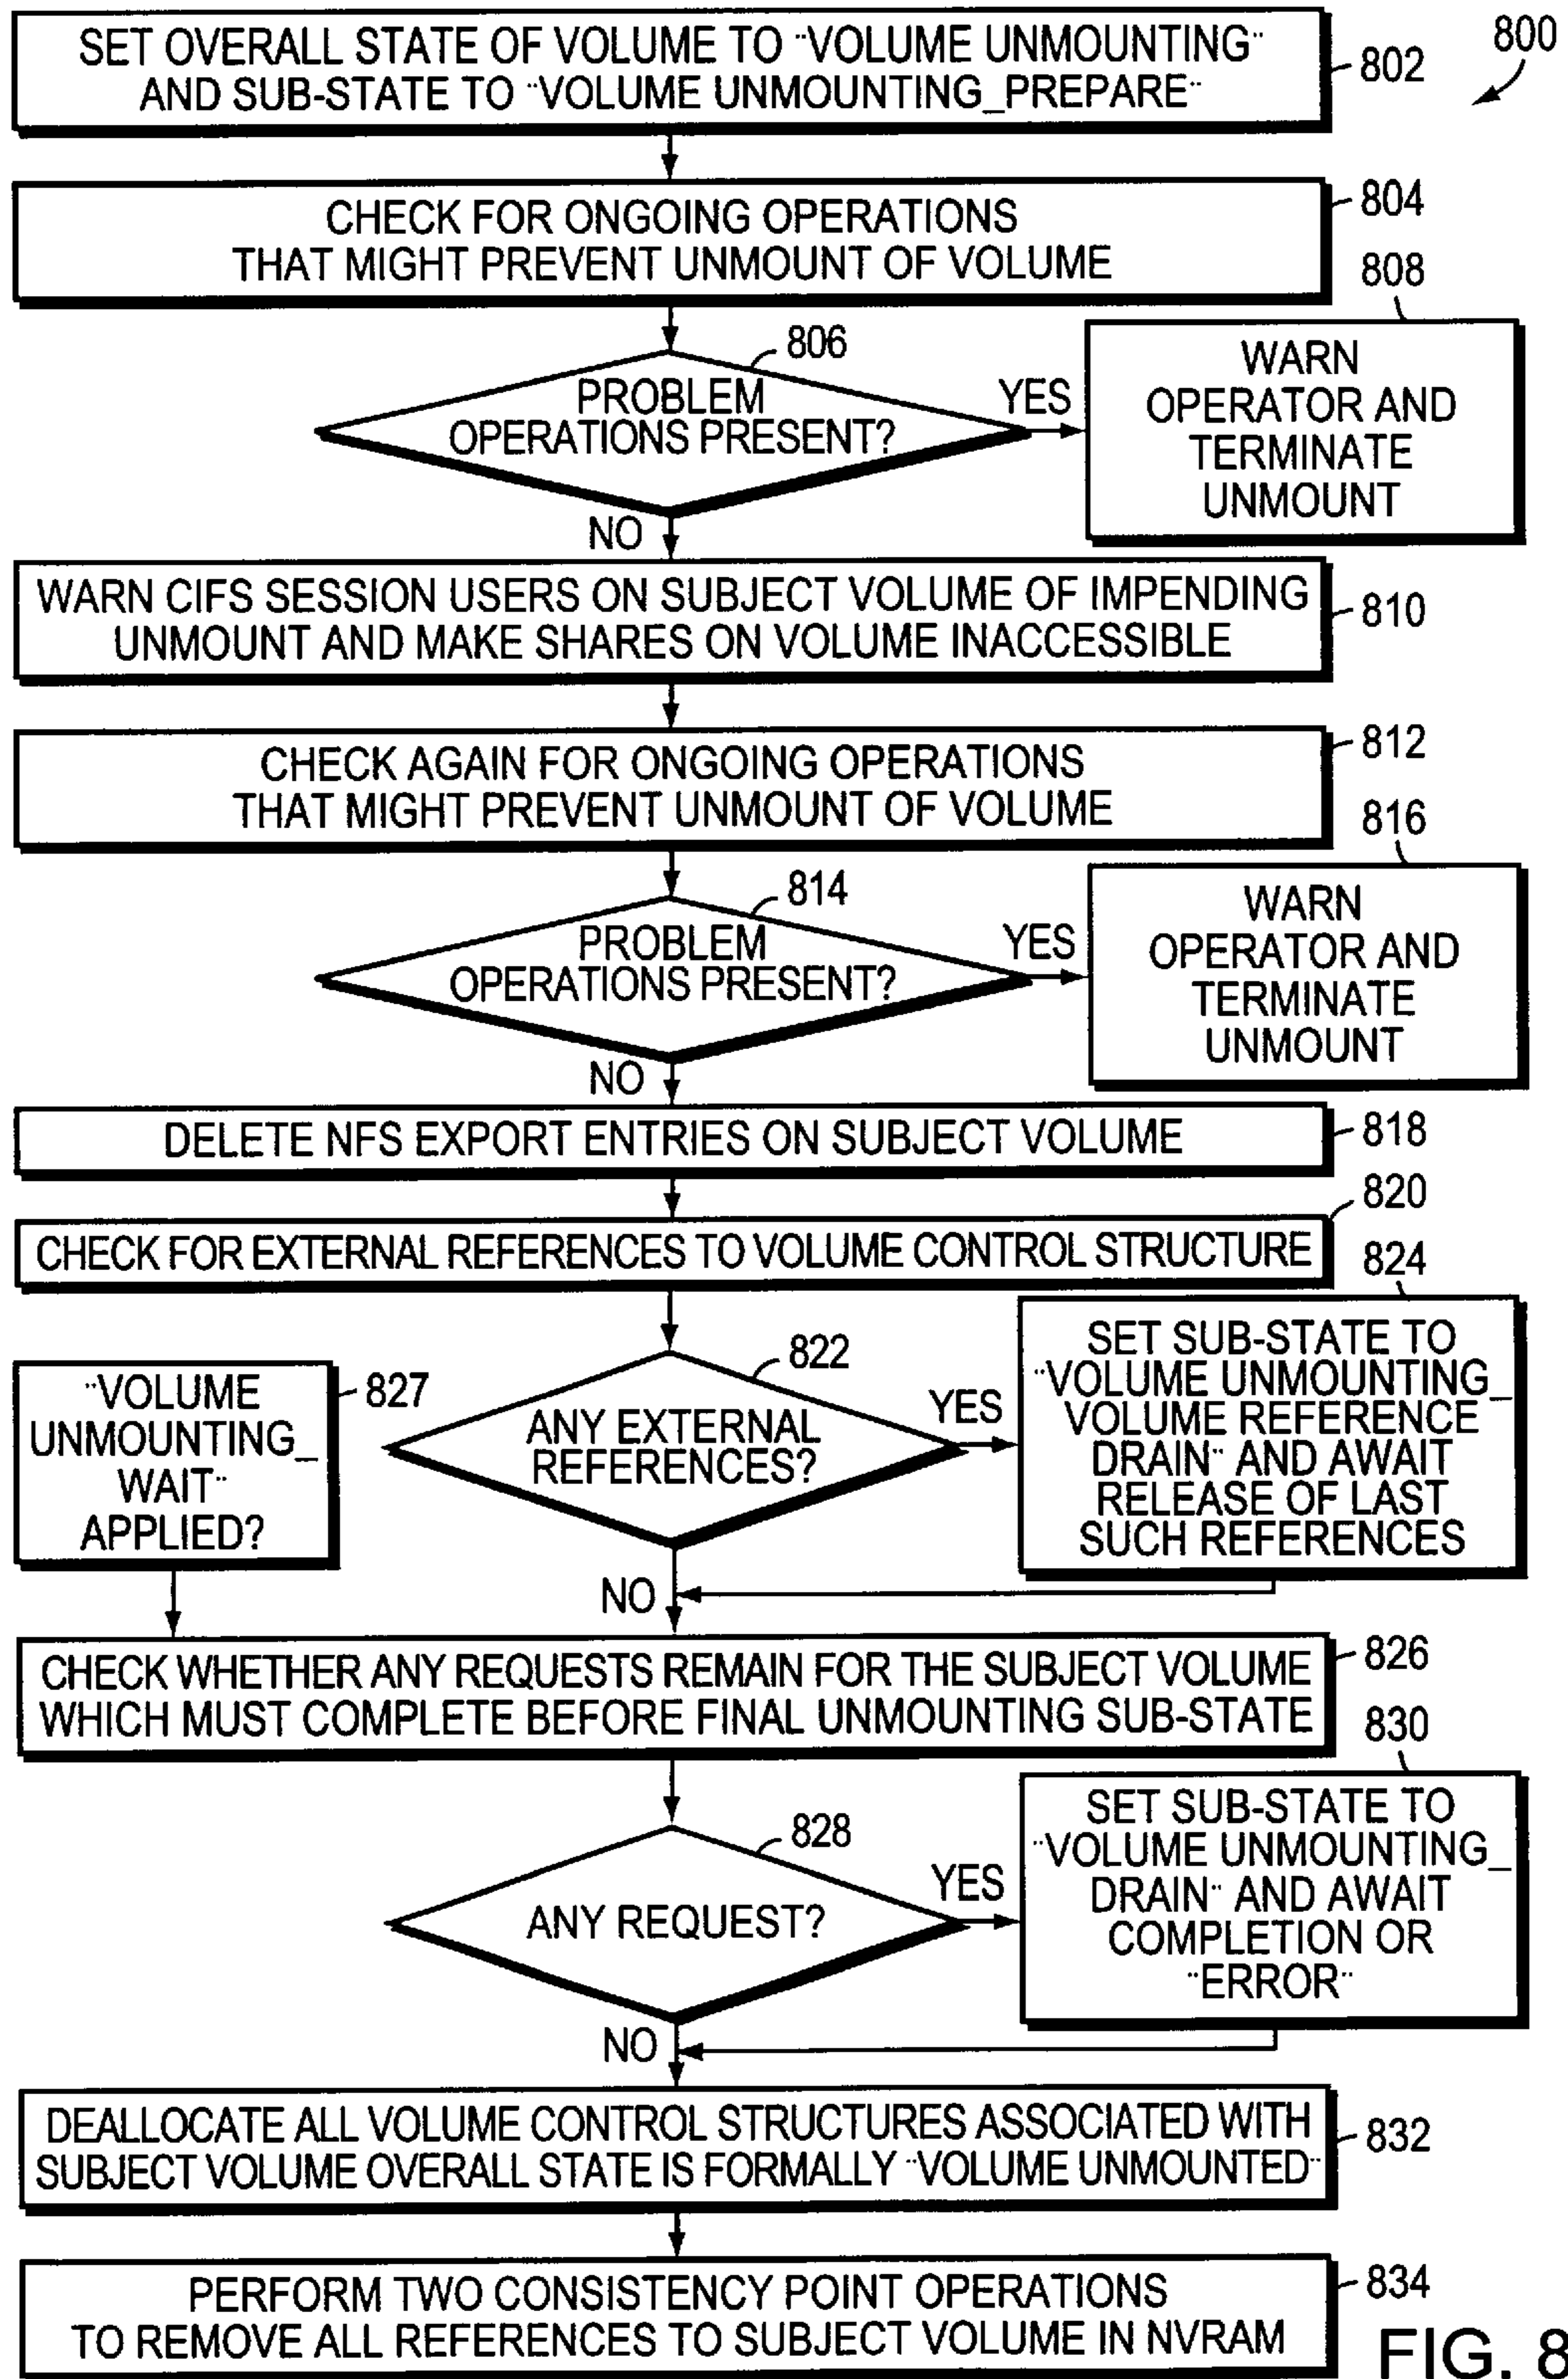 SET OVERALL STATE OF VOLUME TO "VOLUME UNMOUNTING"
AND SUB-STATE TO "VOLUME UNMOUNTING_PREPARE"
802
800
CHECK FOR ONGOING OPERATIONS
THAT MIGHT PREVENT UNMOUNT OF VOLUME
804
806
PROBLEM
OPERATIONS PRESENT?
YES
NO
808
WARN
OPERATOR AND
TERMINATE
UNMOUNT
WARN CIFS SESSION USERS ON SUBJECT VOLUME OF IMPENDING
UNMOUNT AND MAKE SHARES ON VOLUME INACCESSIBLE
810
CHECK AGAIN FOR ONGOING OPERATIONS
THAT MIGHT PREVENT UNMOUNT OF VOLUME
812
814
PROBLEM
OPERATIONS PRESENT?
YES
NO
816
WARN
OPERATOR AND
TERMINATE
UNMOUNT
DELETE NFS EXPORT ENTRIES ON SUBJECT VOLUME
818
CHECK FOR EXTERNAL REFERENCES TO VOLUME CONTROL STRUCTURE
820
"VOLUME
UNMOUNTING_
WAIT"
APPLIED?
827
822
ANY EXTERNAL
REFERENCES?
YES
NO
824
SET SUB-STATE TO
"VOLUME UNMOUNTING_
VOLUME REFERENCE
DRAIN" AND AWAIT
RELEASE OF LAST
SUCH REFERENCES
CHECK WHETHER ANY REQUESTS REMAIN FOR THE SUBJECT VOLUME
WHICH MUST COMPLETE BEFORE FINAL UNMOUNTING SUB-STATE
826
828
ANY REQUEST?
YES
NO
830
SET SUB-STATE TO
"VOLUME UNMOUNTING_
DRAIN" AND AWAIT
COMPLETION OR
"ERROR"
DEALLOCATE ALL VOLUME CONTROL STRUCTURES ASSOCIATED WITH
SUBJECT VOLUME OVERALL STATE IS FORMALLY "VOLUME UNMOUNTED"
832
PERFORM TWO CONSISTENCY POINT OPERATIONS
TO REMOVE ALL REFERENCES TO SUBJECT VOLUME IN NVRAM
834
FIG. 8